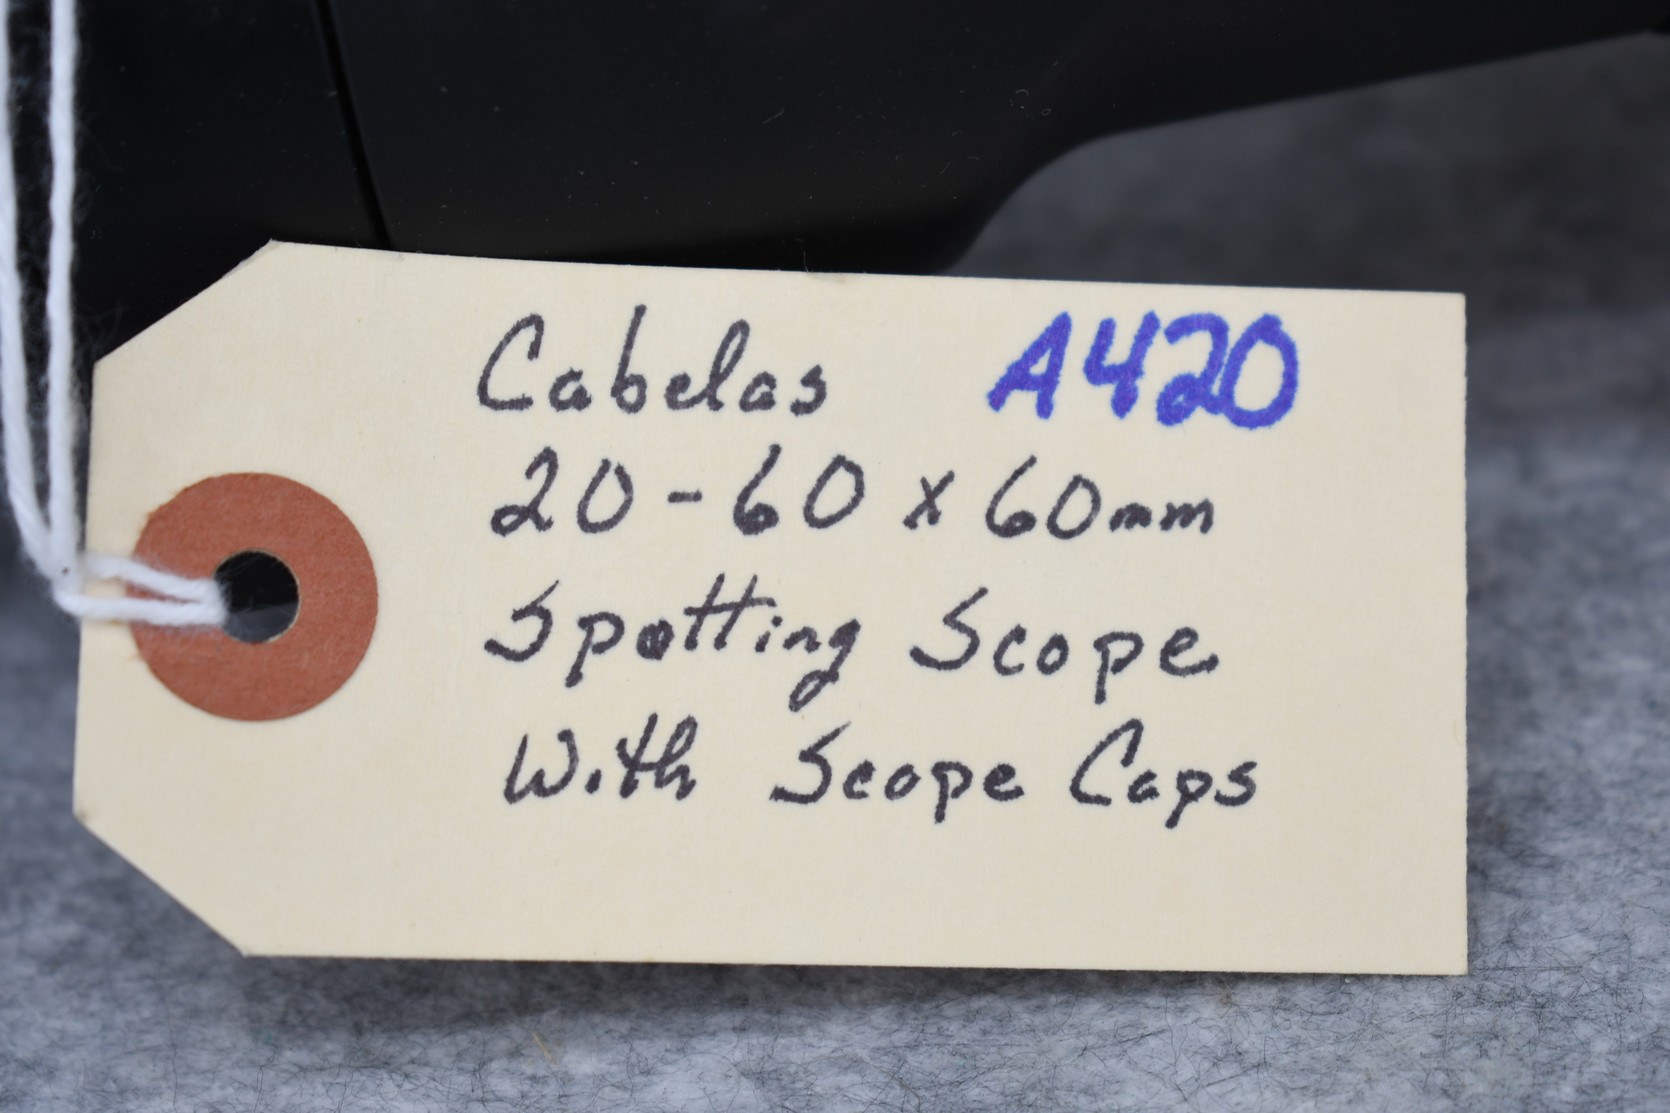 Cabelas A420
20-60 x 60mm
Spotting Scope
With Scope Caps